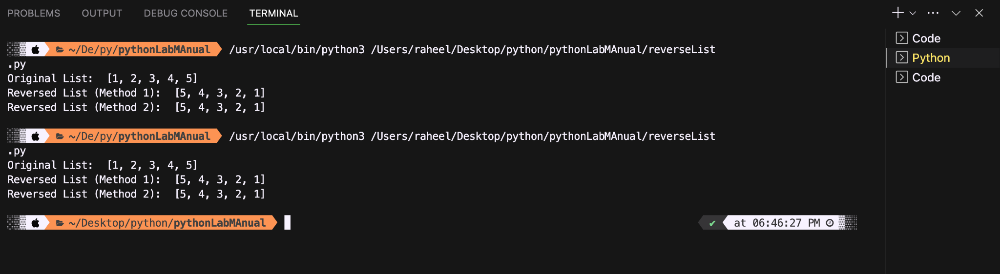 PROBLEMS OUTPUT DEBUG CONSOLE TERMINAL
~/De/py/pythonLabMAnual /usr/local/bin/python3 /Users/raheel/Desktop/python/pythonLabMAnual/reverseList
.py
Original List:  [1, 2, 3, 4, 5]
Reversed List (Method 1):  [5, 4, 3, 2, 1]
Reversed List (Method 2):  [5, 4, 3, 2, 1]
~/De/py/pythonLabMAnual /usr/local/bin/python3 /Users/raheel/Desktop/python/pythonLabMAnual/reverseList
.py
Original List:  [1, 2, 3, 4, 5]
Reversed List (Method 1):  [5, 4, 3, 2, 1]
Reversed List (Method 2):  [5, 4, 3, 2, 1]
~/Desktop/python/pythonLabMAnual ✔ at 06:46:27 PM
Code
Python
Code